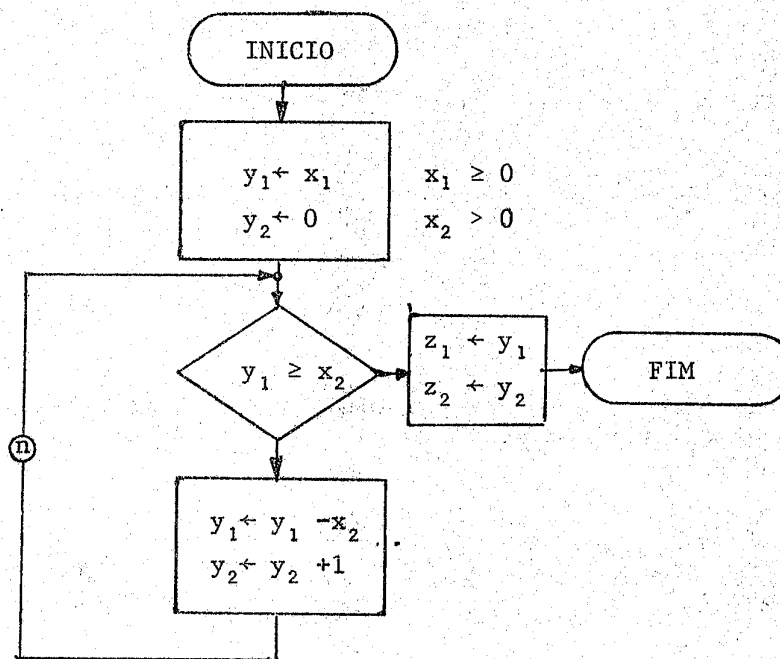 INICIO
y₁ ← x₁
y₂ ← 0
x₁ ≥ 0
x₂ > 0
y₁ ≥ x₂
z₁ ← y₁
z₂ ← y₂
FIM
n
y₁ ← y₁ -x₂
y₂ ← y₂ +1